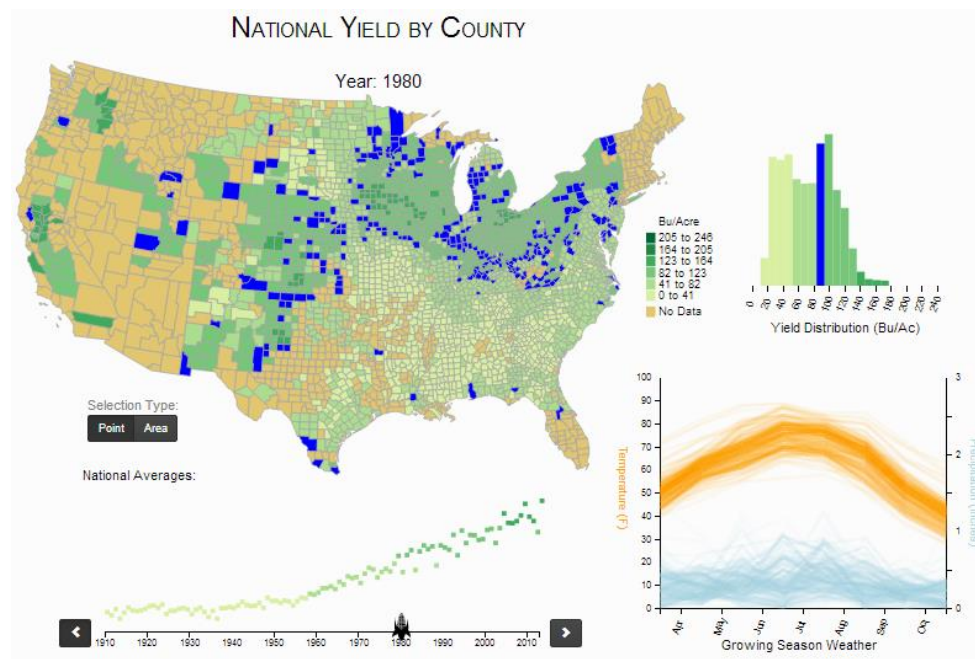 NATIONAL YIELD BY COUNTY
Year: 1980
Bu/Acre
205 to 246
164 to 205
123 to 164
82 to 123
41 to 82
0 to 41
No Data
0 20 40 60 80 100 120 140 160 180 200 220 240
Yield Distribution (Bu/Ac)
Selection Type:
Point Area
National Averages:
1910 1920 1930 1940 1950 1960 1970 1980 1990 2000 2010
100
90
80
70
60
50
40
30
20
10
0
Temperature (F)
3
2
1
0
Apr May Jun Jul Aug Sep Oct
Growing Season Weather